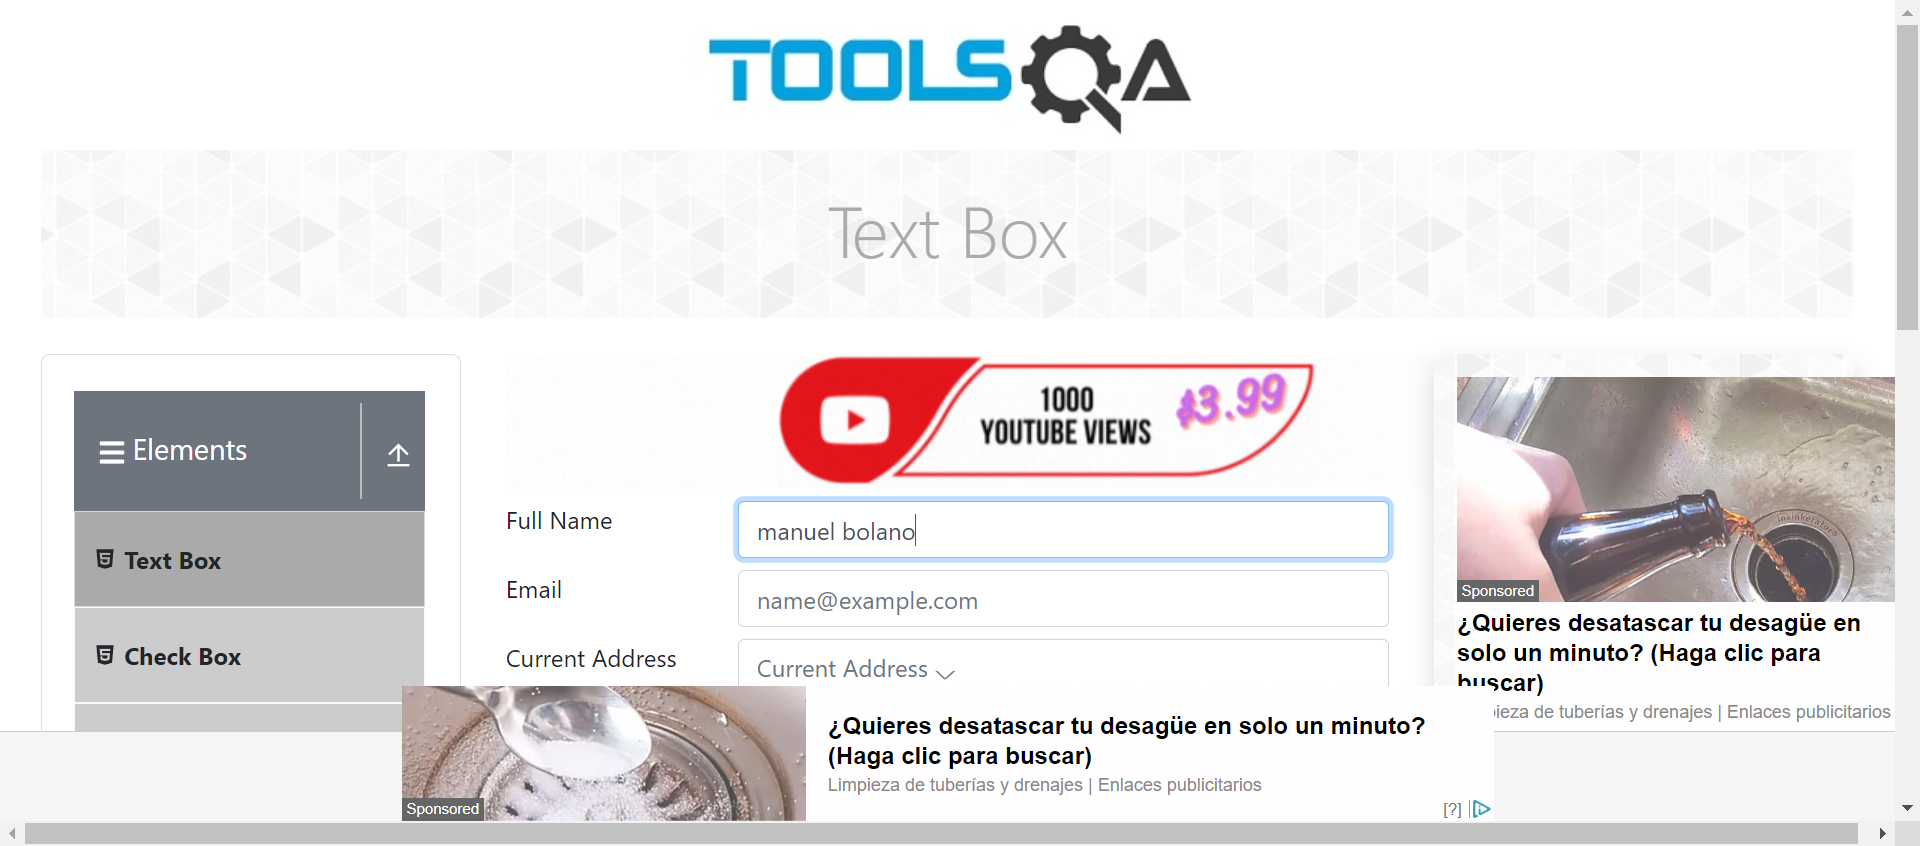 TOOLSQA
Text Box
Elements
Text Box
Check Box
1000
YOUTUBE VIEWS
$3.99
Full Name
manuel bolano
Email
name@example.com
Current Address
Current Address
insinkerator
Sponsored
¿Quieres desatascar tu desagüe en
solo un minuto? (Haga clic para
buscar)
de tuberías y drenajes | Enlaces publicitarios
Sponsored
¿Quieres desatascar tu desagüe en solo un minuto?
(Haga clic para buscar)
Limpieza de tuberías y drenajes | Enlaces publicitarios
[?]